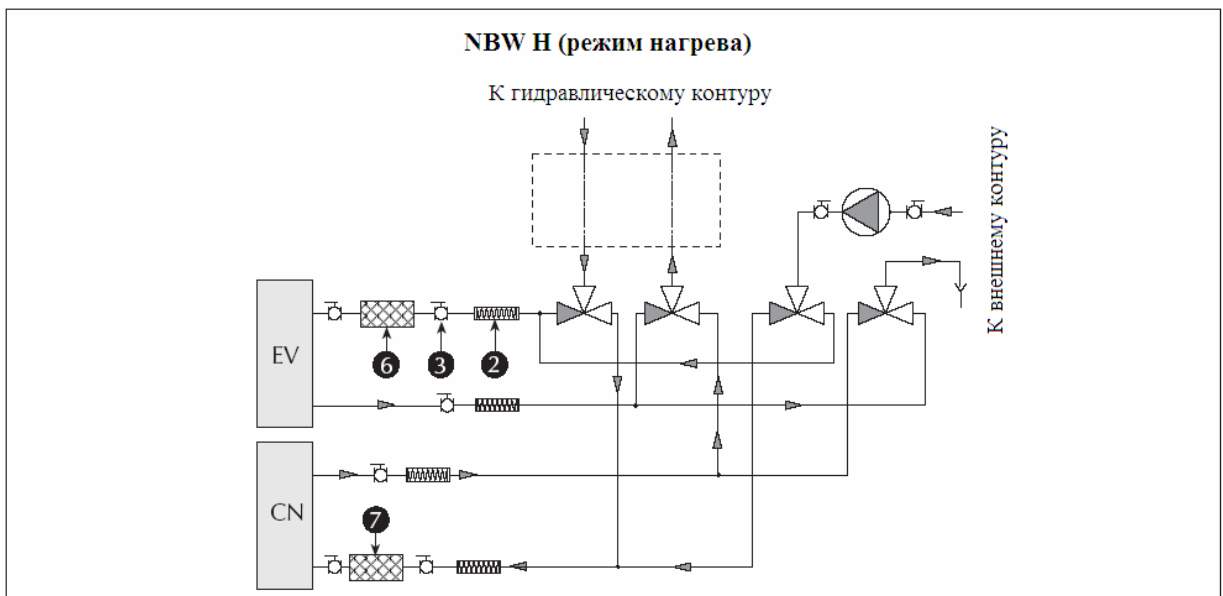 NBW H (режим нагрева)
К гидравлическому контуру
К внешнему контуру
EV
6
3
2
CN
7